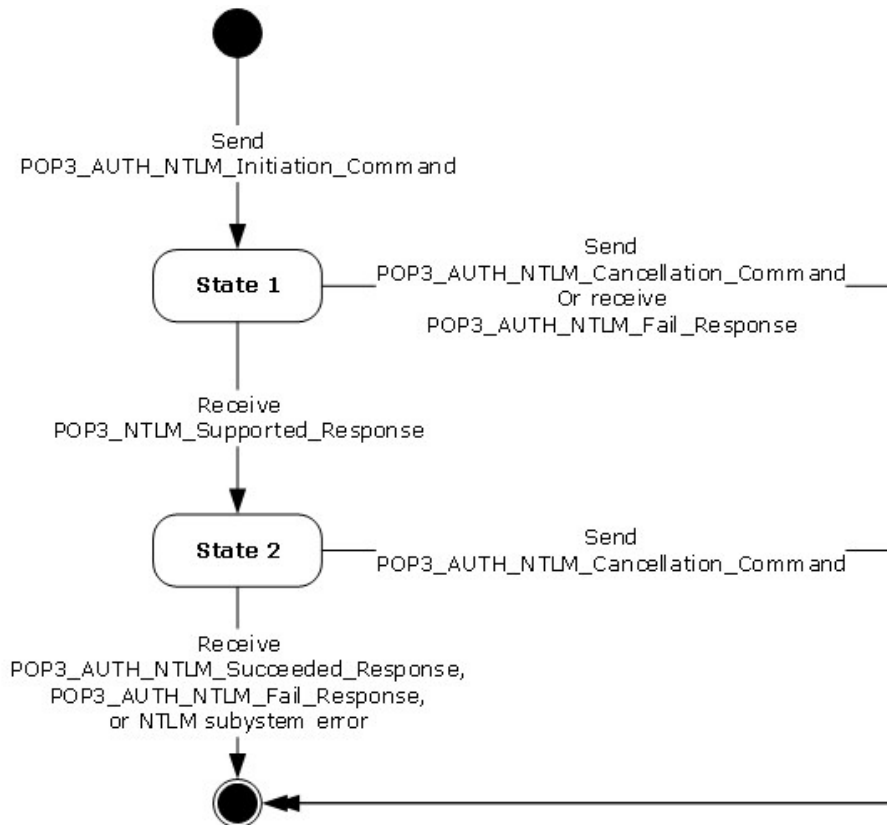 Send
POP3_AUTH_NTLM_Initiation_Command
State 1
Send
POP3_AUTH_NTLM_Cancellation_Command
Or receive
POP3_AUTH_NTLM_Fail_Response
Receive
POP3_NTLM_Supported_Response
State 2
Send
POP3_AUTH_NTLM_Cancellation_Command
Receive
POP3_AUTH_NTLM_Succeeded_Response,
POP3_AUTH_NTLM_Fail_Response,
or NTLM subystem error